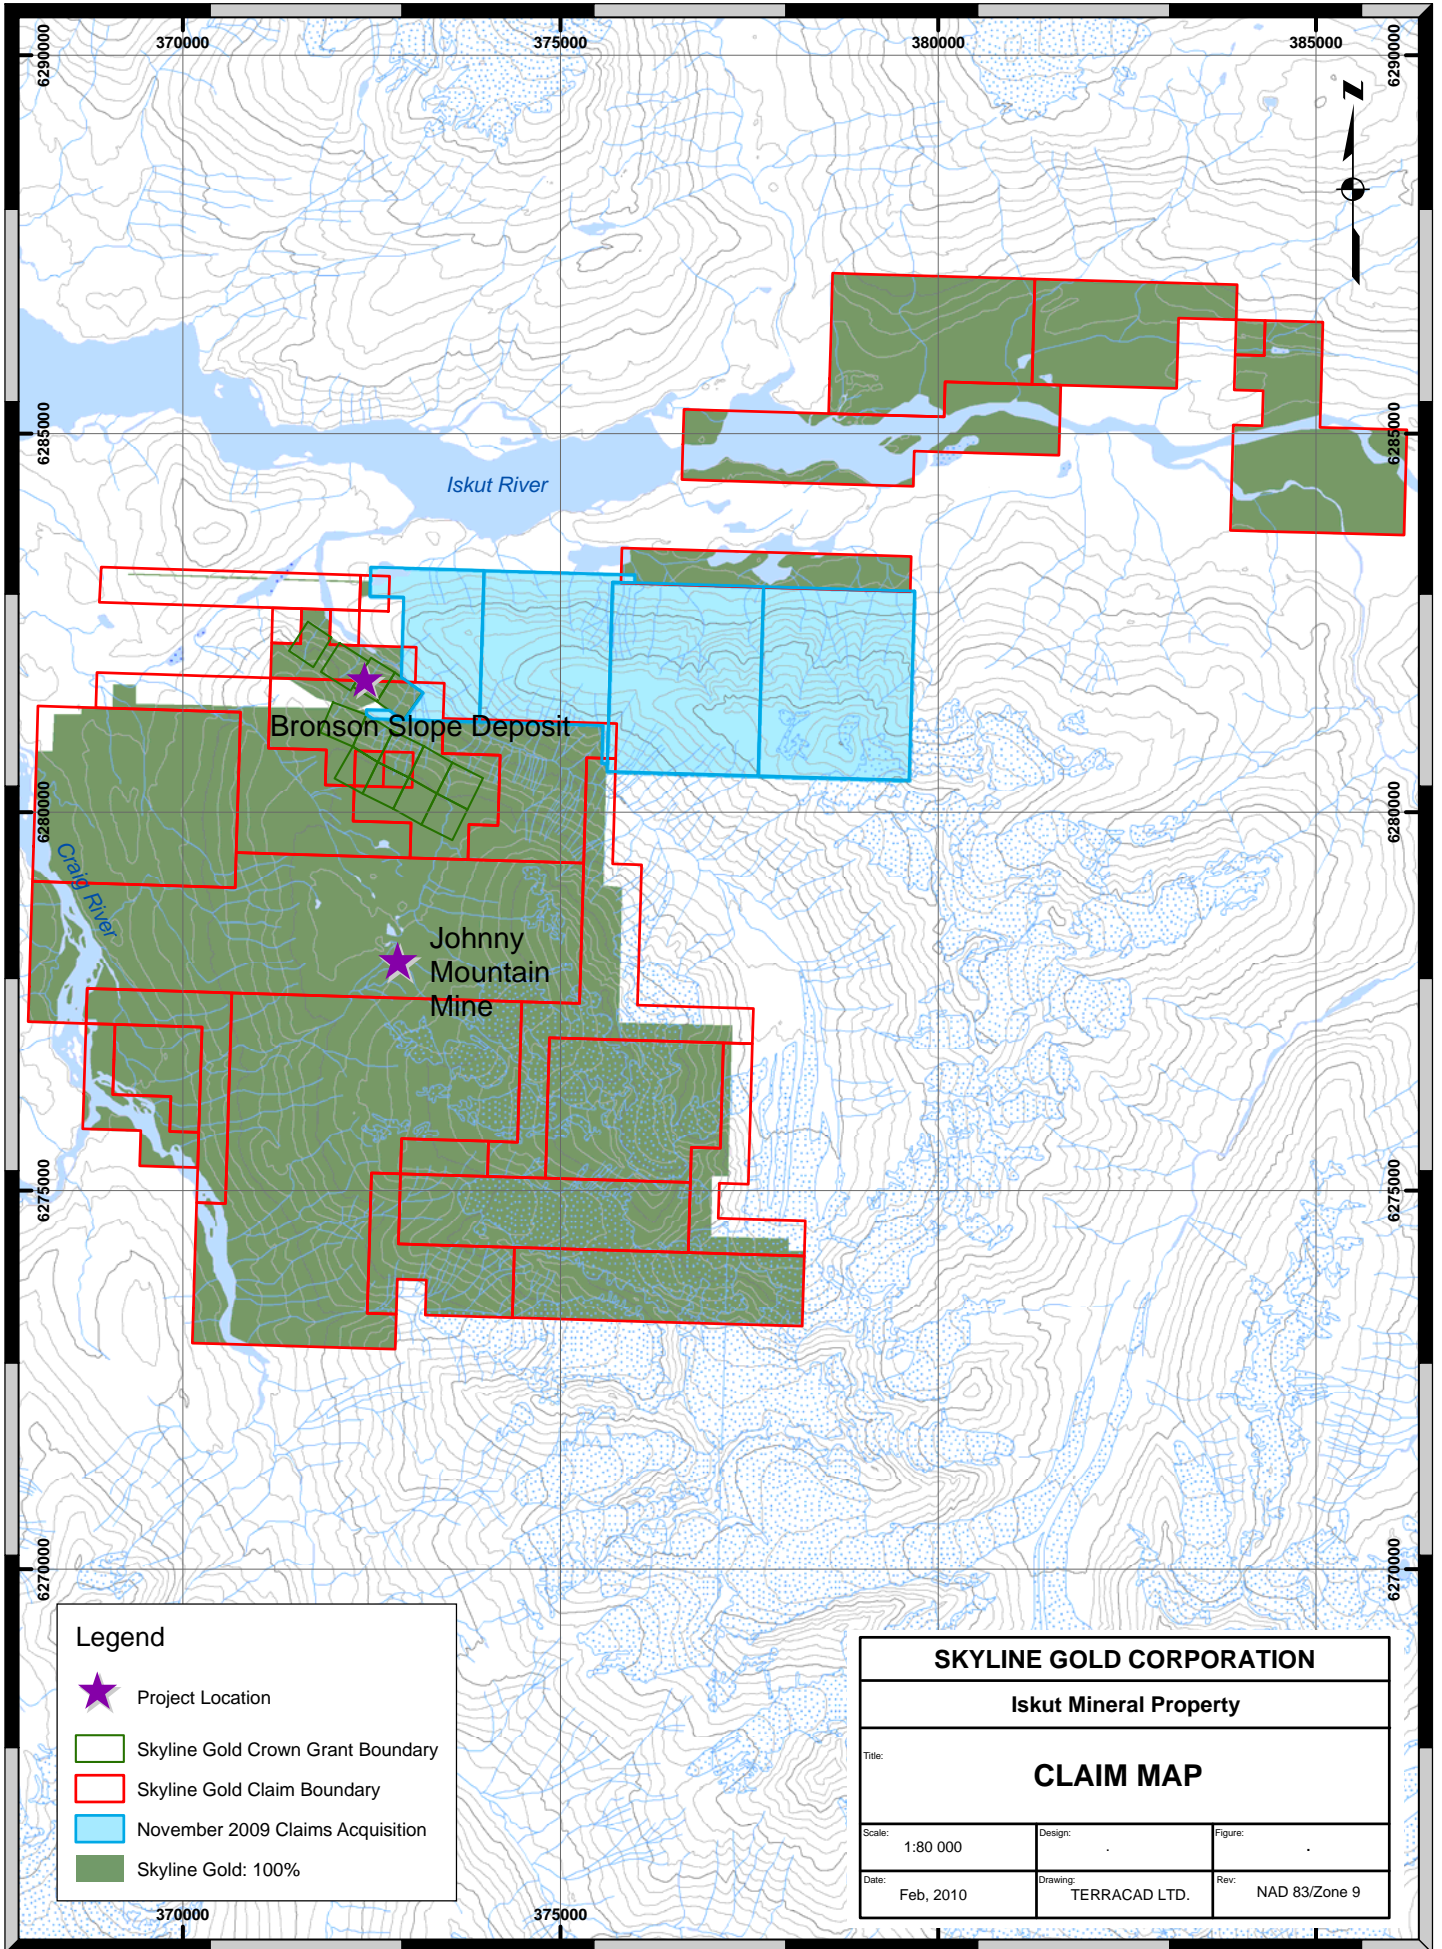 370000
375000
380000
385000
6290000
6290000
N
6285000
6285000
Iskut River
Bronson Slope Deposit
6280000
6280000
Craig River
Johnny
Mountain
Mine
6275000
6275000
6270000
6270000
Legend
Project Location
Skyline Gold Crown Grant Boundary
Skyline Gold Claim Boundary
November 2009 Claims Acquisition
Skyline Gold: 100%
SKYLINE GOLD CORPORATION
Iskut Mineral Property
Title:
CLAIM MAP
Scale:
1:80 000
Design:
.
Figure:
.
Date:
Feb, 2010
Drawing:
TERRACAD LTD.
Rev:
NAD 83/Zone 9
370000
375000